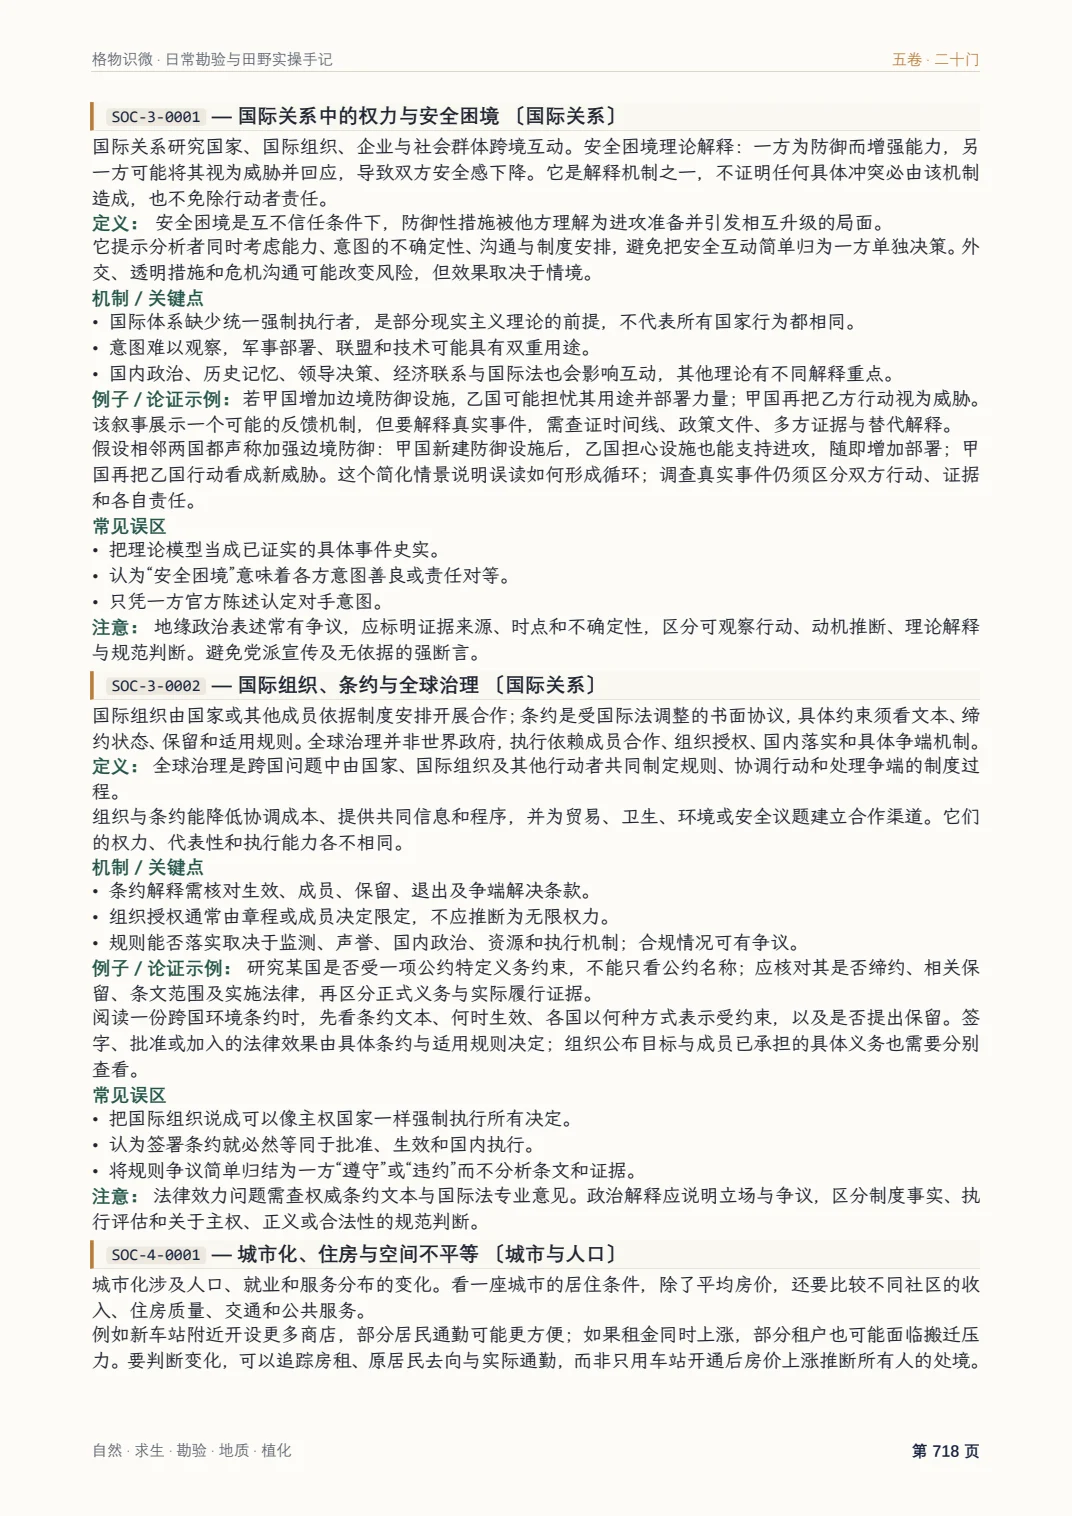 格物识微 · 日常勘验与田野实操手记
五卷 · 二十门
SOC-3-0001 — 国际关系中的权力与安全困境 〔国际关系〕
国际关系研究国家、国际组织、企业与社会群体跨境互动。安全困境理论解释：一方为防御而增强能力，另
一方可能将其视为威胁并回应，导致双方安全感下降。它是解释机制之一，不证明任何具体冲突必由该机制
造成，也不免除行动者责任。
定义： 安全困境是互不信任条件下，防御性措施被他方理解为进攻准备并引发相互升级的局面。
它提示分析者同时考虑能力、意图的不确定性、沟通与制度安排，避免把安全互动简单归为一方单独决策。外
交、透明措施和危机沟通可能改变风险，但效果取决于情境。
机制 / 关键点
• 国际体系缺少统一强制执行者，是部分现实主义理论的前提，不代表所有国家行为都相同。
• 意图难以观察，军事部署、联盟和技术可能具有双重用途。
• 国内政治、历史记忆、领导决策、经济联系与国际法也会影响互动，其他理论有不同解释重点。
例子 / 论证示例： 若甲国增加边境防御设施，乙国可能担忧其用途并部署力量；甲国再把乙方行动视为威胁。
该叙事展示一个可能的反馈机制，但要解释真实事件，需查证时间线、政策文件、多方证据与替代解释。
假设相邻两国都声称加强边境防御：甲国新建防御设施后，乙国担心设施也能支持进攻，随即增加部署；甲
国再把乙国行动看成新威胁。这个简化情景说明误读如何形成循环；调查真实事件仍须区分双方行动、证据
和各自责任。
常见误区
• 把理论模型当成已证实的具体事件史实。
• 认为“安全困境”意味着各方意图善良或责任对等。
• 只凭一方官方陈述认定对手意图。
注意： 地缘政治表述常有争议，应标明证据来源、时点和不确定性，区分可观察行动、动机推断、理论解释
与规范判断。避免党派宣传及无依据的强断言。
SOC-3-0002 — 国际组织、条约与全球治理 〔国际关系〕
国际组织由国家或其他成员依据制度安排开展合作；条约是受国际法调整的书面协议，具体约束须看文本、缔
约状态、保留和适用规则。全球治理并非世界政府，执行依赖成员合作、组织授权、国内落实和具体争端机制。
定义： 全球治理是跨国问题中由国家、国际组织及其他行动者共同制定规则、协调行动和处理争端的制度过
程。
组织与条约能降低协调成本、提供共同信息和程序，并为贸易、卫生、环境或安全议题建立合作渠道。它们
的权力、代表性和执行能力各不相同。
机制 / 关键点
• 条约解释需核对生效、成员、保留、退出及争端解决条款。
• 组织授权通常由章程或成员决定限定，不应推断为无限权力。
• 规则能否落实取决于监测、声誉、国内政治、资源和执行机制；合规情况可有争议。
例子 / 论证示例： 研究某国是否受一项公约特定义务约束，不能只看公约名称；应核对其是否缔约、相关保
留、条文范围及实施法律，再区分正式义务与实际履行证据。
阅读一份跨国环境条约时，先看条约文本、何时生效、各国以何种方式表示受约束，以及是否提出保留。签
字、批准或加入的法律效果由具体条约与适用规则决定；组织公布目标与成员已承担的具体义务也需要分别
查看。
常见误区
• 把国际组织说成可以像主权国家一样强制执行所有决定。
• 认为签署条约就必然等同于批准、生效和国内执行。
• 将规则争议简单归结为一方“遵守”或“违约”而不分析条文和证据。
注意： 法律效力问题需查权威条约文本与国际法专业意见。政治解释应说明立场与争议，区分制度事实、执
行评估和关于主权、正义或合法性的规范判断。
SOC-4-0001 — 城市化、住房与空间不平等 〔城市与人口〕
城市化涉及人口、就业和服务分布的变化。看一座城市的居住条件，除了平均房价，还要比较不同社区的收
入、住房质量、交通和公共服务。
例如新车站附近开设更多商店，部分居民通勤可能更方便；如果租金同时上涨，部分租户也可能面临搬迁压
力。要判断变化，可以追踪房租、原居民去向与实际通勤，而非只用车站开通后房价上涨推断所有人的处境。
自然 · 求生 · 勘验 · 地质 · 植化
第 718 页